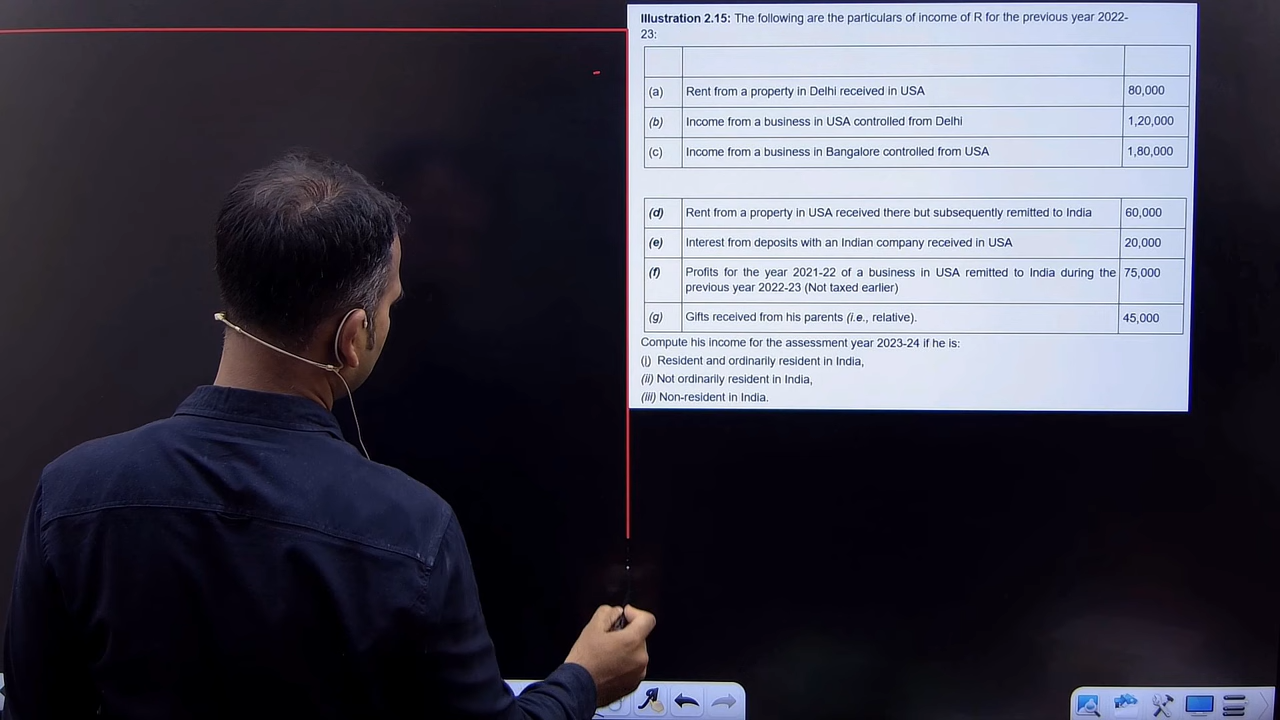 Illustration 2.15: The following are the particulars of income of R for the previous year 2022-
23:
(a) Rent from a property in Delhi received in USA 80,000
(b) Income from a business in USA controlled from Delhi 1,20,000
(c) Income from a business in Bangalore controlled from USA 1,80,000
(d) Rent from a property in USA received there but subsequently remitted to India 60,000
(e) Interest from deposits with an Indian company received in USA 20,000
(f) Profits for the year 2021-22 of a business in USA remitted to India during the 75,000
previous year 2022-23 (Not taxed earlier)
(g) Gifts received from his parents (i.e., relative). 45,000
Compute his income for the assessment year 2023-24 if he is:
(i) Resident and ordinarily resident in India,
(ii) Not ordinarily resident in India,
(iii) Non-resident in India.